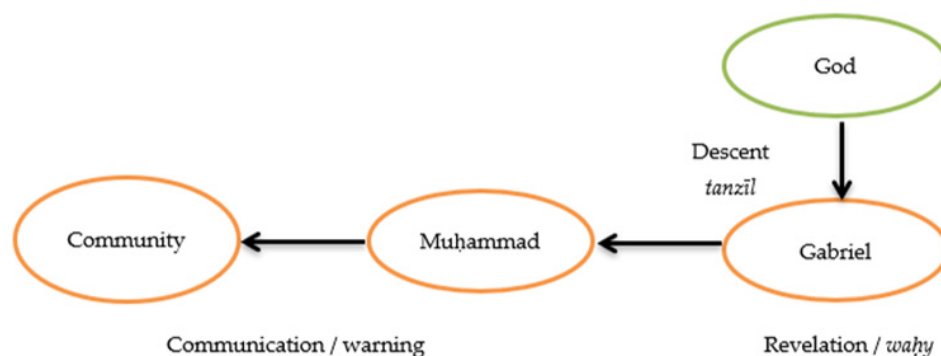 God
Descent
tanzīl
Community
Muḥammad
Gabriel
Communication / warning
Revelation / waḥy